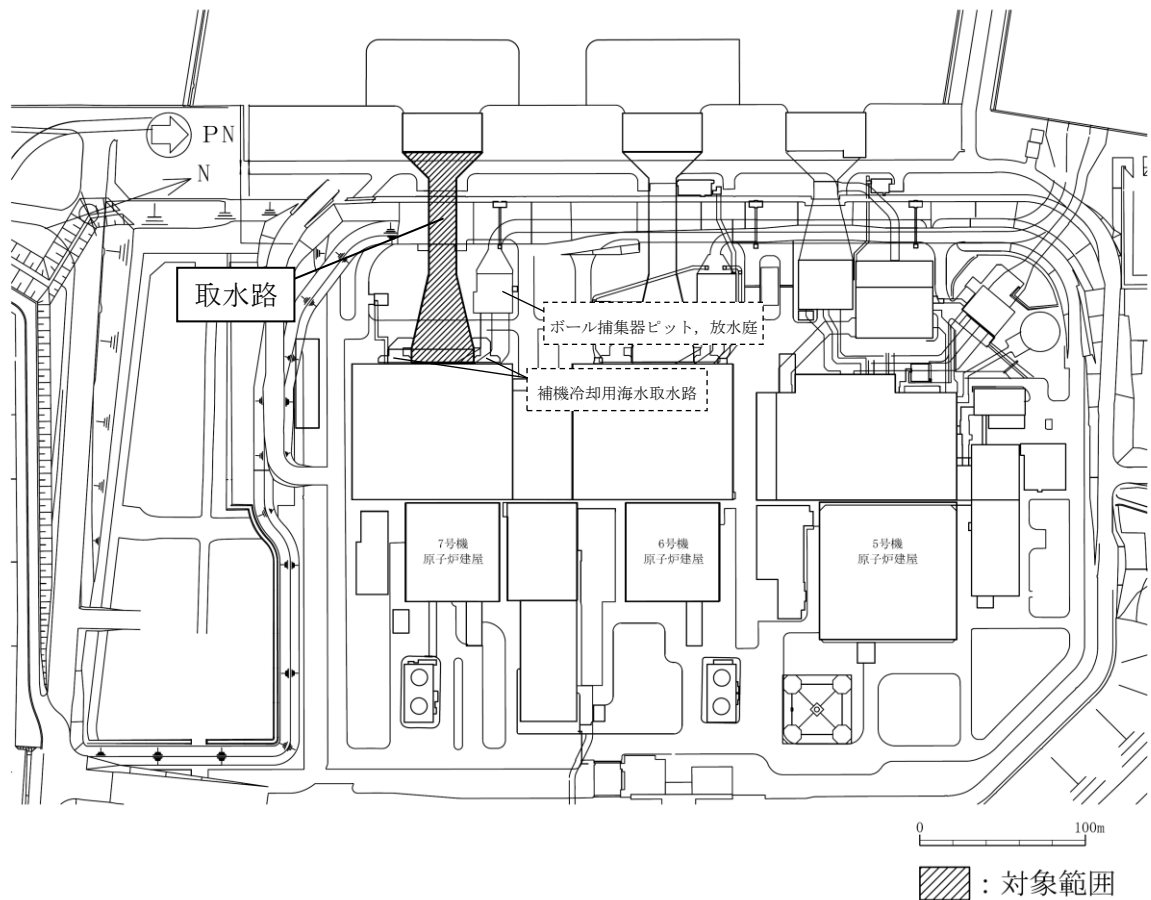 PN
N
取水路
ボール捕集器ピット，放水庭
補機冷却用海水取水路
7号機
原子炉建屋
6号機
原子炉建屋
5号機
原子炉建屋
0 100m
：対象範囲